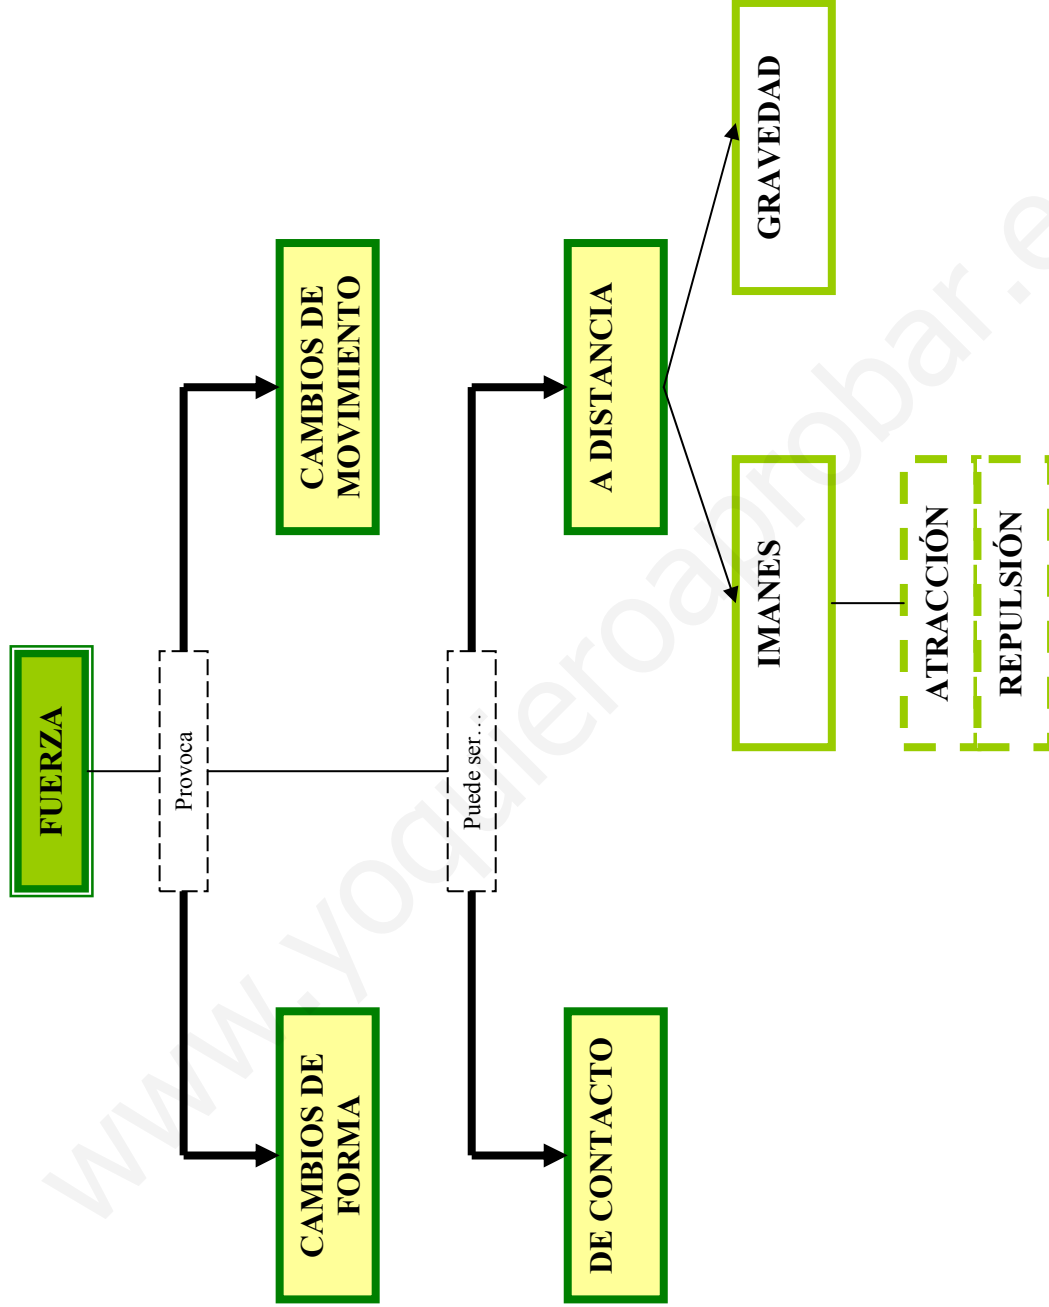 FUERZA
Provoca
CAMBIOS DE
FORMA
CAMBIOS DE
MOVIMIENTO
Puede ser…
DE CONTACTO
A DISTANCIA
IMANES
GRAVEDAD
ATRACCIÓN
REPULSIÓN
www.yoquieroaprobar.e